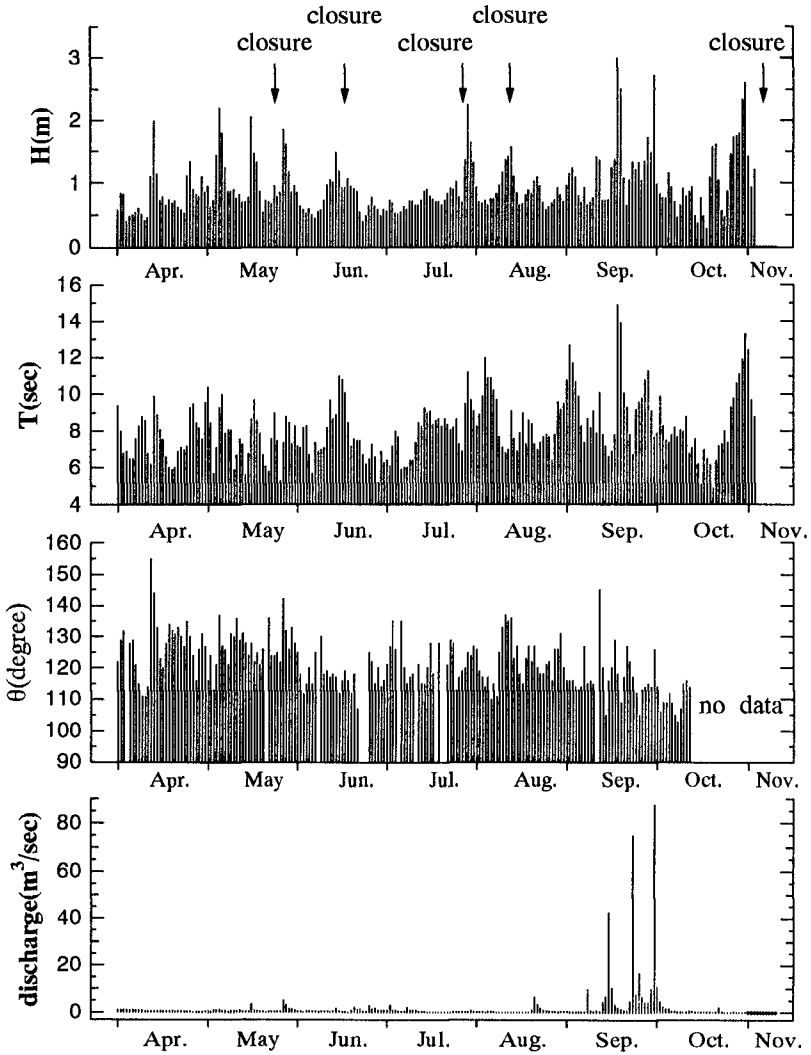 closure closure
closure closure closure
3
2
1
0
H(m)
Apr. May Jun. Jul. Aug. Sep. Oct. Nov.
16
14
12
10
8
6
4
T(sec)
Apr. May Jun. Jul. Aug. Sep. Oct. Nov.
160
150
140
130
120
110
100
90
θ(degree)
no data
Apr. May Jun. Jul. Aug. Sep. Oct. Nov.
80
60
40
20
0
discharge(m³/sec)
Apr. May Jun. Jul. Aug. Sep. Oct. Nov.